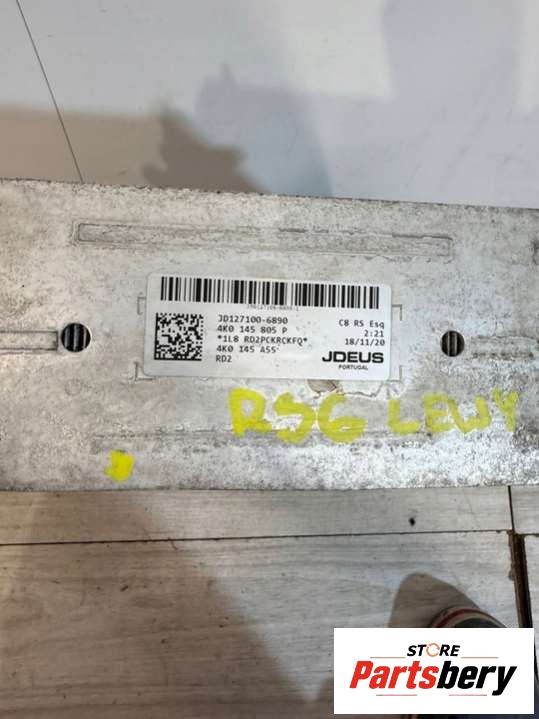 JD127100-6890
4K0 145 805 P
*1L8 RD2PCKRCKFQ*
4K0 145 A55
RD2
C8 RS Esq
2:21
18/11/20
JDEUS
PORTUGAL
RS6 LEWY
STORE
Partsbery